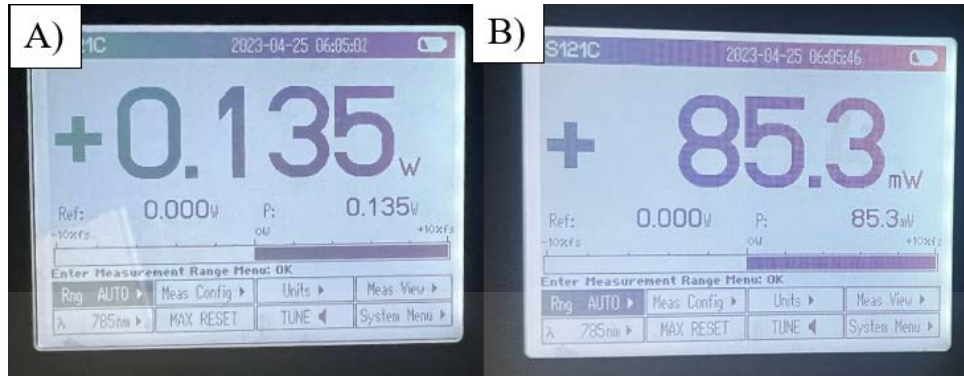 A)
21C 2023-04-25 06:05:02
+0.135 W
Ref: 0.000W P: 0.135W
-10%fs 0W +10%fs
Enter Measurement Range Menu: OK
Rng AUTO ▶ Meas Config ▶ Units ▶ Meas View ▶
λ 785nm ▶ MAX RESET TUNE ◀ System Menu ▶
B)
S121C 2023-04-25 06:05:46
+ 85.3 mW
Ref: 0.000W P: 85.3mW
-10%fs 0W +10%fs
Enter Measurement Range Menu: OK
Rng AUTO ▶ Meas Config ▶ Units ▶ Meas View ▶
λ 785nm ▶ MAX RESET TUNE ◀ System Menu ▶